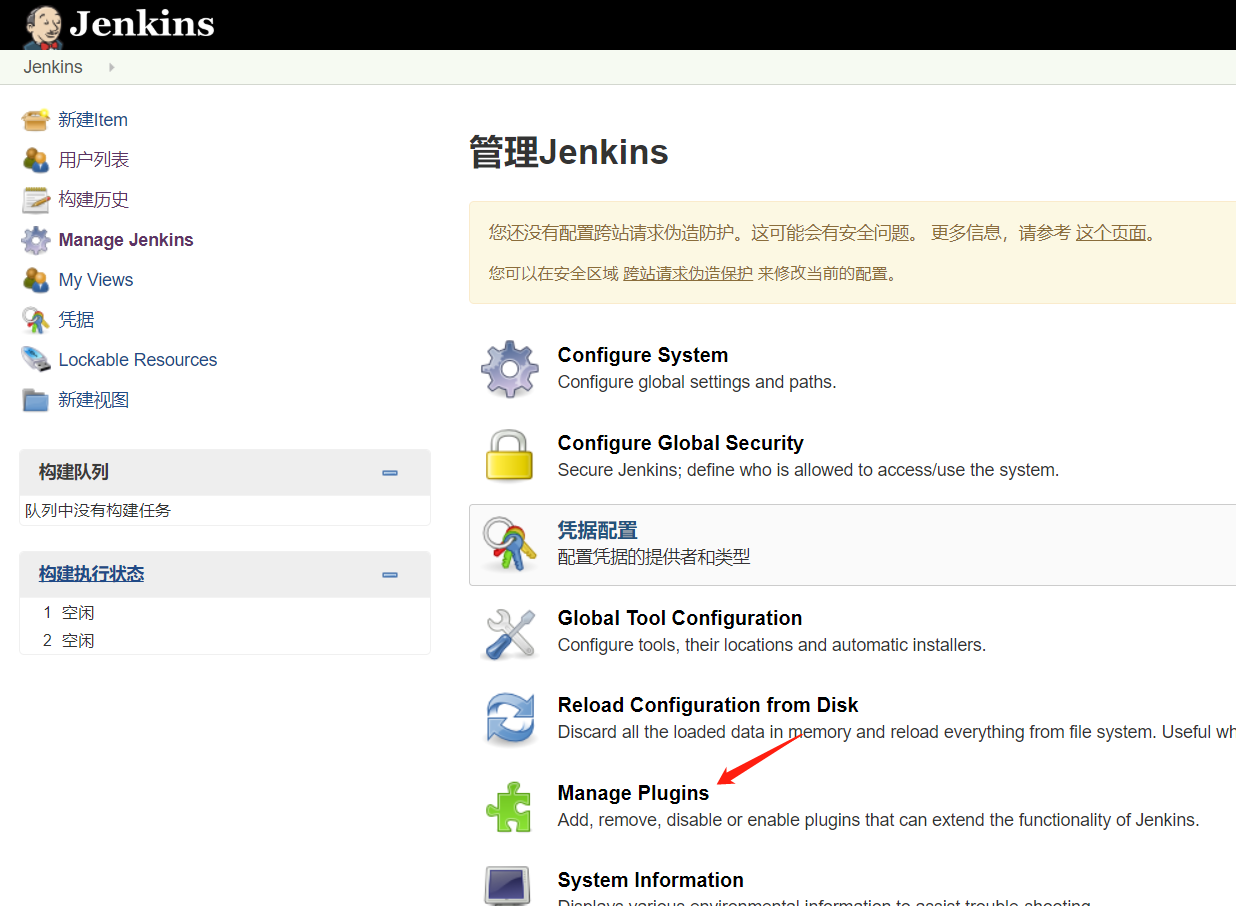 Jenkins
Jenkins
新建Item
用户列表
构建历史
Manage Jenkins
My Views
凭据
Lockable Resources
新建视图
构建队列
队列中没有构建任务
构建执行状态
1 空闲
2 空闲
管理Jenkins
您还没有配置跨站请求伪造防护。这可能会有安全问题。 更多信息，请参考 这个页面。
您可以在安全区域 跨站请求伪造保护 来修改当前的配置。
Configure System
Configure global settings and paths.
Configure Global Security
Secure Jenkins; define who is allowed to access/use the system.
凭据配置
配置凭据的提供者和类型
Global Tool Configuration
Configure tools, their locations and automatic installers.
Reload Configuration from Disk
Discard all the loaded data in memory and reload everything from file system. Useful wh
Manage Plugins
Add, remove, disable or enable plugins that can extend the functionality of Jenkins.
System Information
Displays various environmental information to assist trouble-shooting.